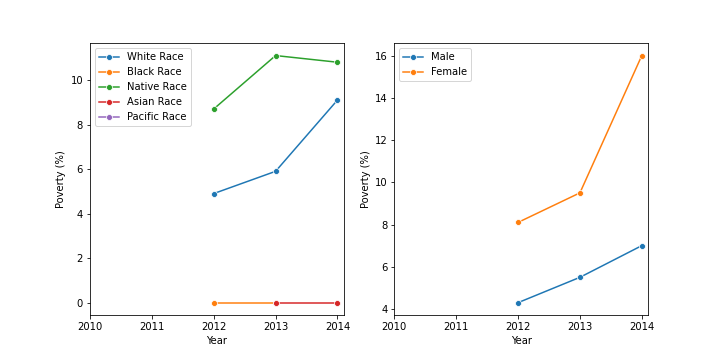 White Race
Black Race
Native Race
Asian Race
Pacific Race
Poverty (%)
10
8
6
4
2
0
2010 2011 2012 2013 2014
Year
Male
Female
Poverty (%)
16
14
12
10
8
6
4
2010 2011 2012 2013 2014
Year